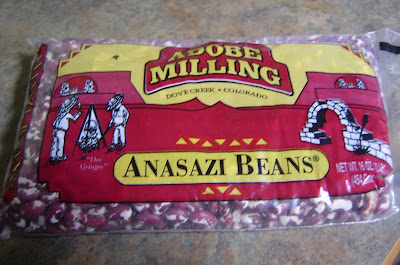 ADOBE
MILLING
DOVE CREEK • COLORADO
"Dos
Gringos"
ANASAZI BEANS®
NET WT. 16 OZ.